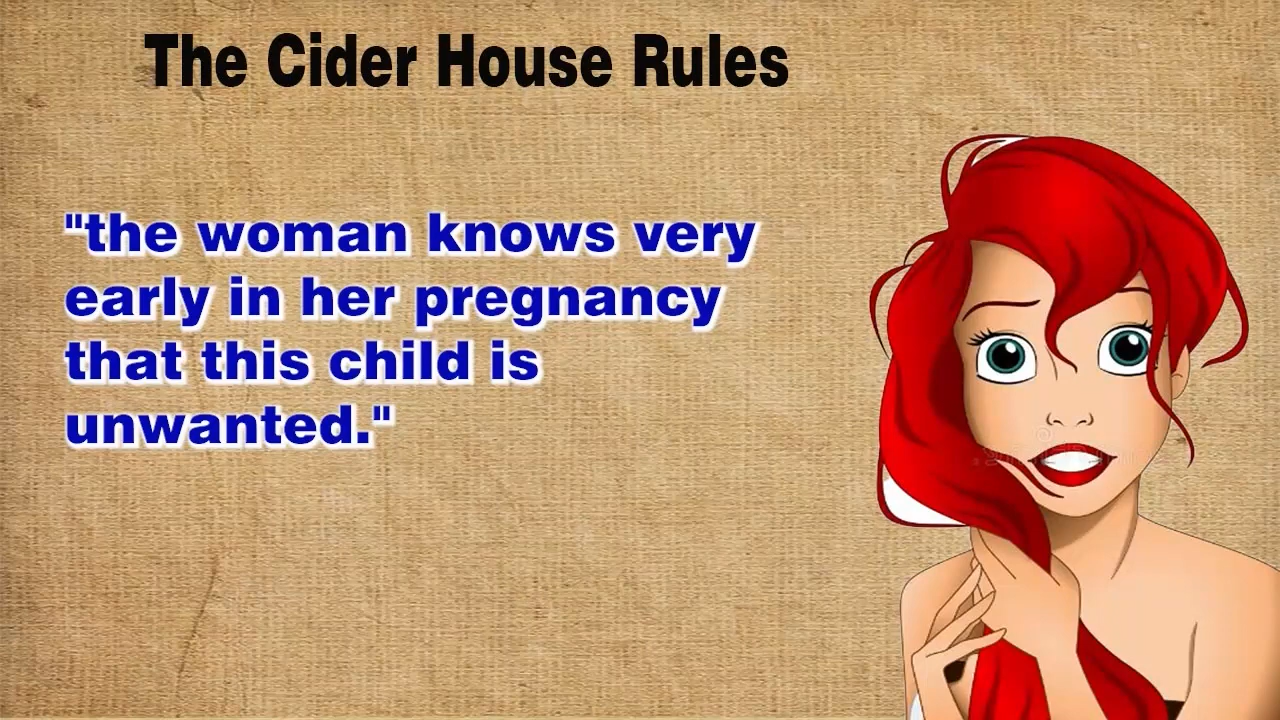 The Cider House Rules
"the woman knows very
early in her pregnancy
that this child is
unwanted."